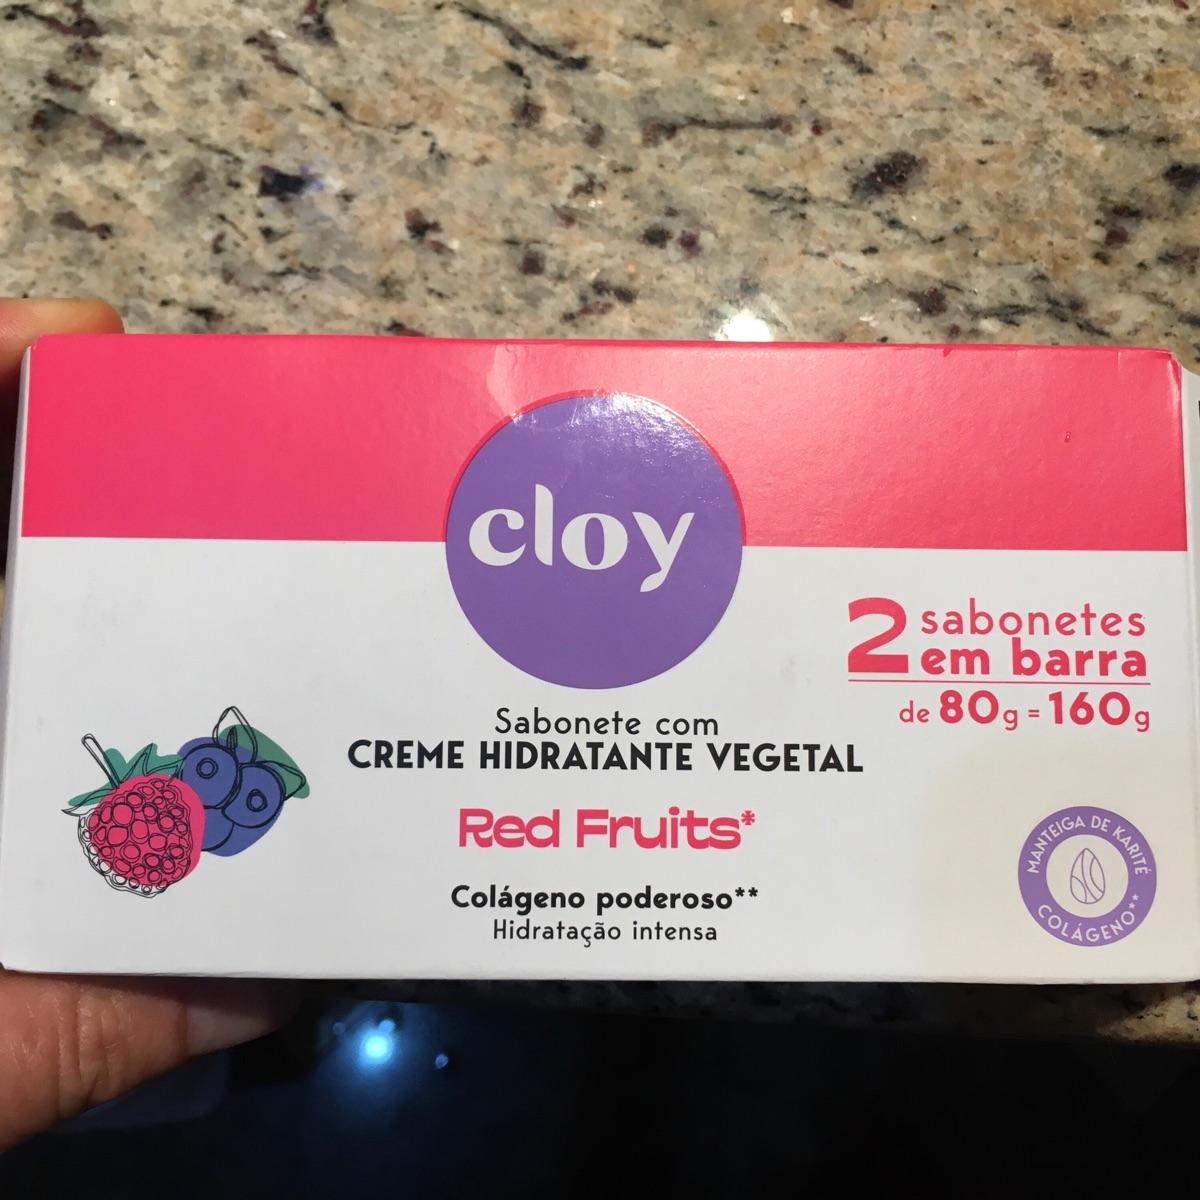 cloy
2 sabonetes
em barra
de 80g = 160g
Sabonete com
CREME HIDRATANTE VEGETAL
Red Fruits*
Colágeno poderoso**
Hidratação intensa
MANTEIGA DE KARITÉ
COLÁGENO**